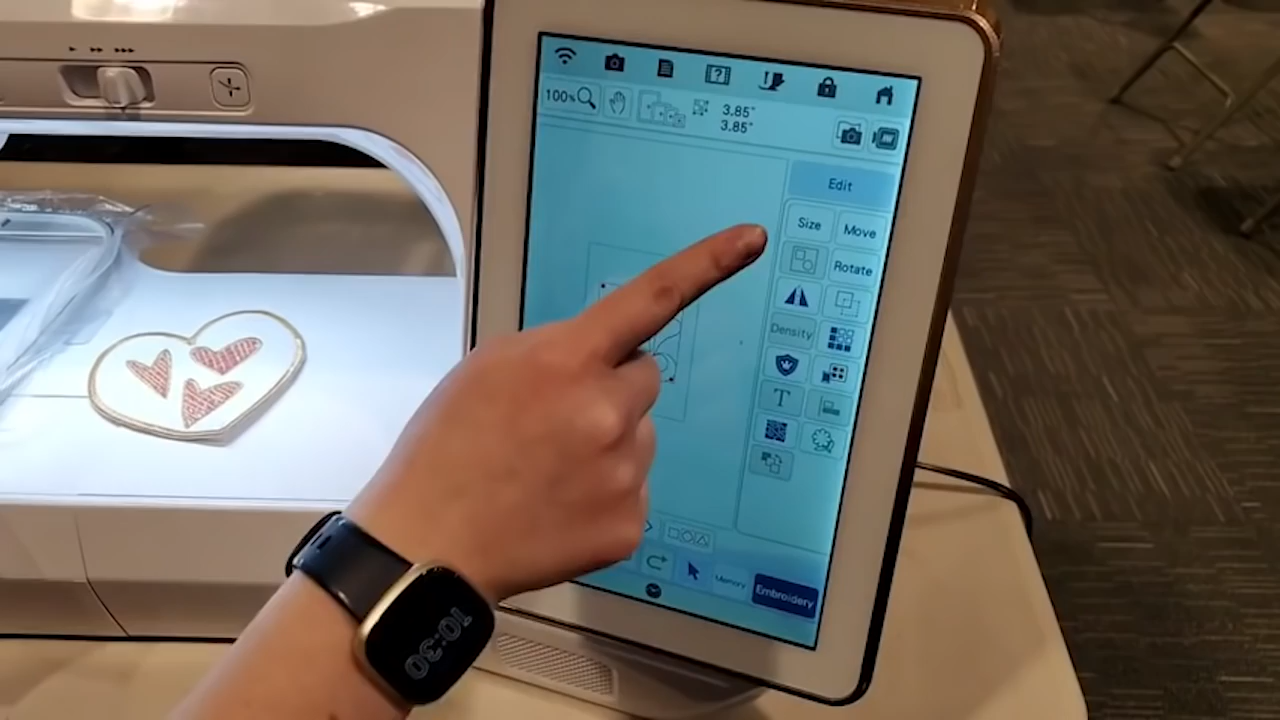 100%
3.85"
3.85"
Edit
Size
Move
Rotate
Density
T
Memory
Embroidery
10:30